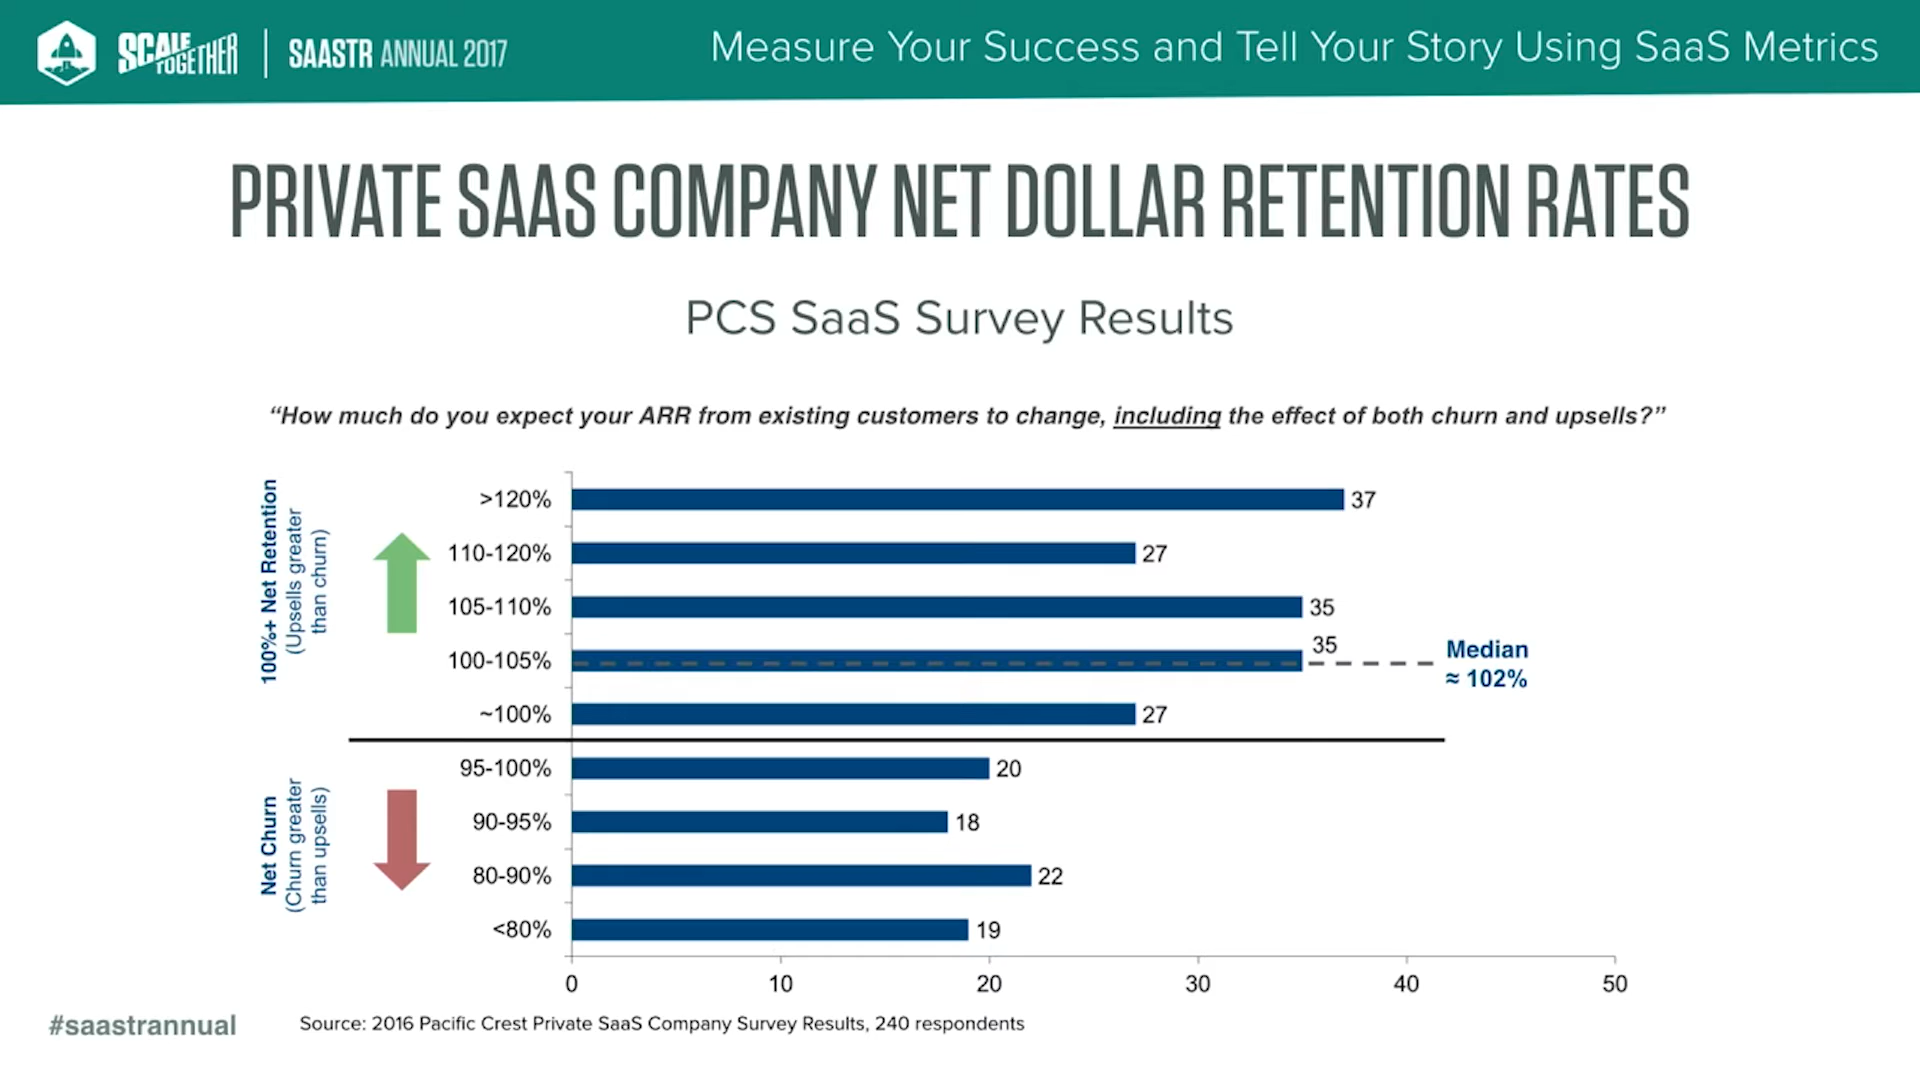 SCALE
TOGETHER
SAASTR ANNUAL 2017
Measure Your Success and Tell Your Story Using SaaS Metrics
PRIVATE SAAS COMPANY NET DOLLAR RETENTION RATES
PCS SaaS Survey Results
“How much do you expect your ARR from existing customers to change, including the effect of both churn and upsells?”
100%+ Net Retention
(Upsells greater
than churn)
>120% 37
110-120% 27
105-110% 35
100-105% 35
Median
≈ 102%
~100% 27
Net Churn
(Churn greater
than upsells)
95-100% 20
90-95% 18
80-90% 22
<80% 19
0 10 20 30 40 50
#saastrannual
Source: 2016 Pacific Crest Private SaaS Company Survey Results, 240 respondents